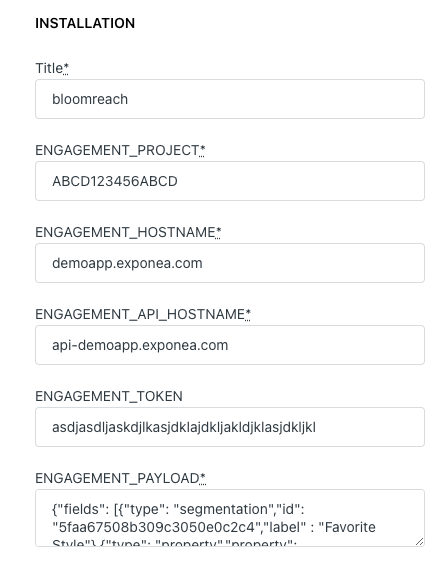 INSTALLATION
Title*
bloomreach
ENGAGEMENT_PROJECT*
ABCD123456ABCD
ENGAGEMENT_HOSTNAME*
demoapp.exponea.com
ENGAGEMENT_API_HOSTNAME*
api-demoapp.exponea.com
ENGAGEMENT_TOKEN
asdjasdljaskdjlkasjdklajdkljakldjklasjdkljkl
ENGAGEMENT_PAYLOAD*
{"fields": [{"type": "segmentation","id":
"5faa67508b309c3050e0c2c4","label" : "Favorite
Style"},{"type": "property","property":